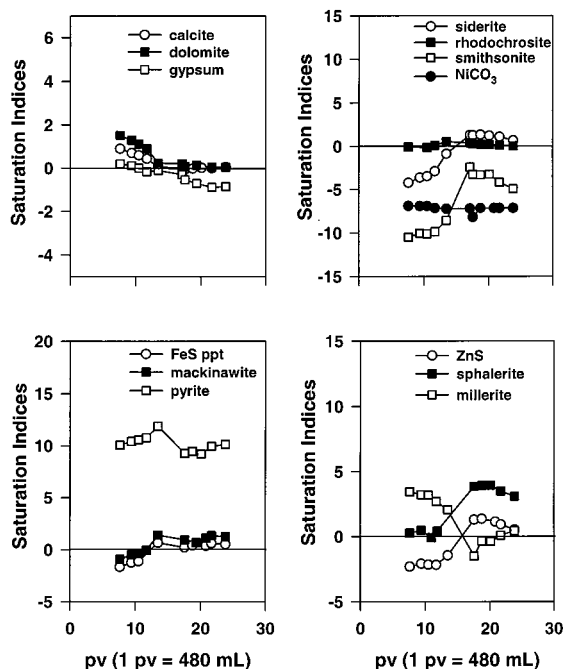 calcite
dolomite
gypsum
Saturation Indices
6
4
2
0
-2
-4
siderite
rhodochrosite
smithsonite
NiCO3
Saturation Indices
15
10
5
0
-5
-10
-15
FeS ppt
mackinawite
pyrite
Saturation Indices
20
15
10
5
0
-5
0 10 20 30
pv (1 pv = 480 mL)
ZnS
sphalerite
millerite
Saturation Indices
15
10
5
0
-5
0 10 20 30
pv (1 pv = 480 mL)